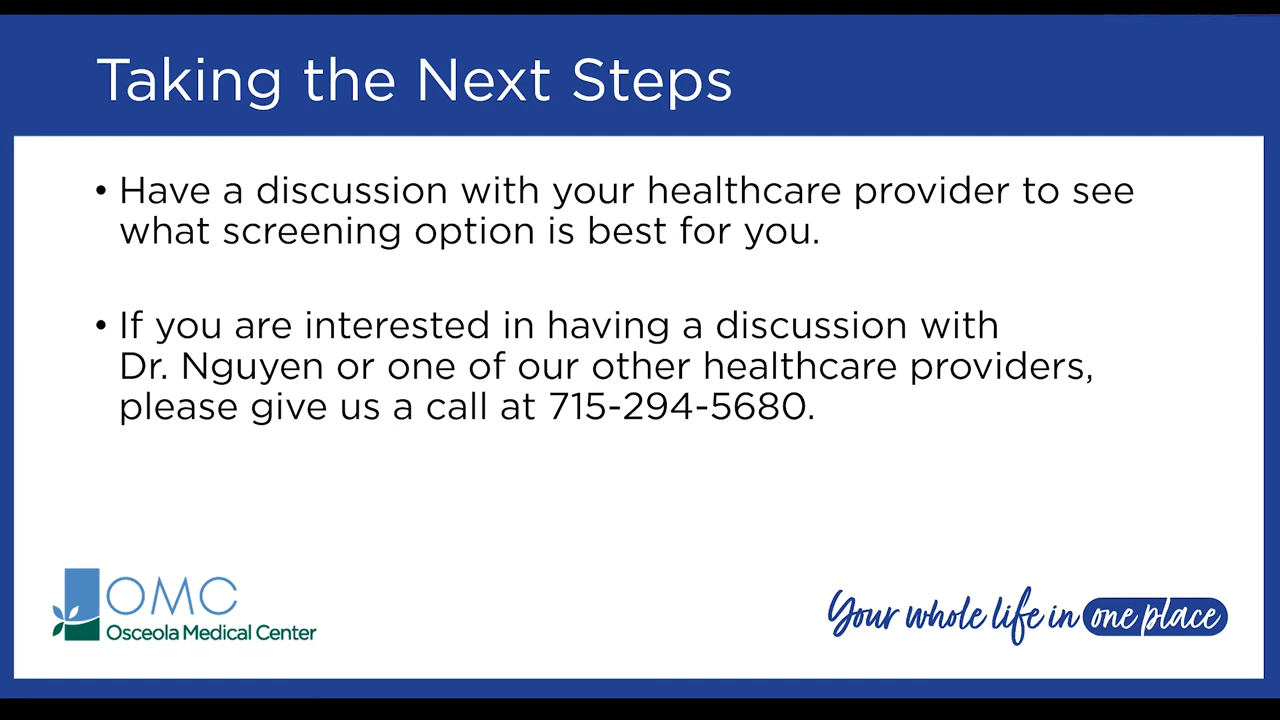 Taking the Next Steps
• Have a discussion with your healthcare provider to see
what screening option is best for you.
• If you are interested in having a discussion with
Dr. Nguyen or one of our other healthcare providers,
please give us a call at 715-294-5680.
OMC
Osceola Medical Center
Your whole life in one place